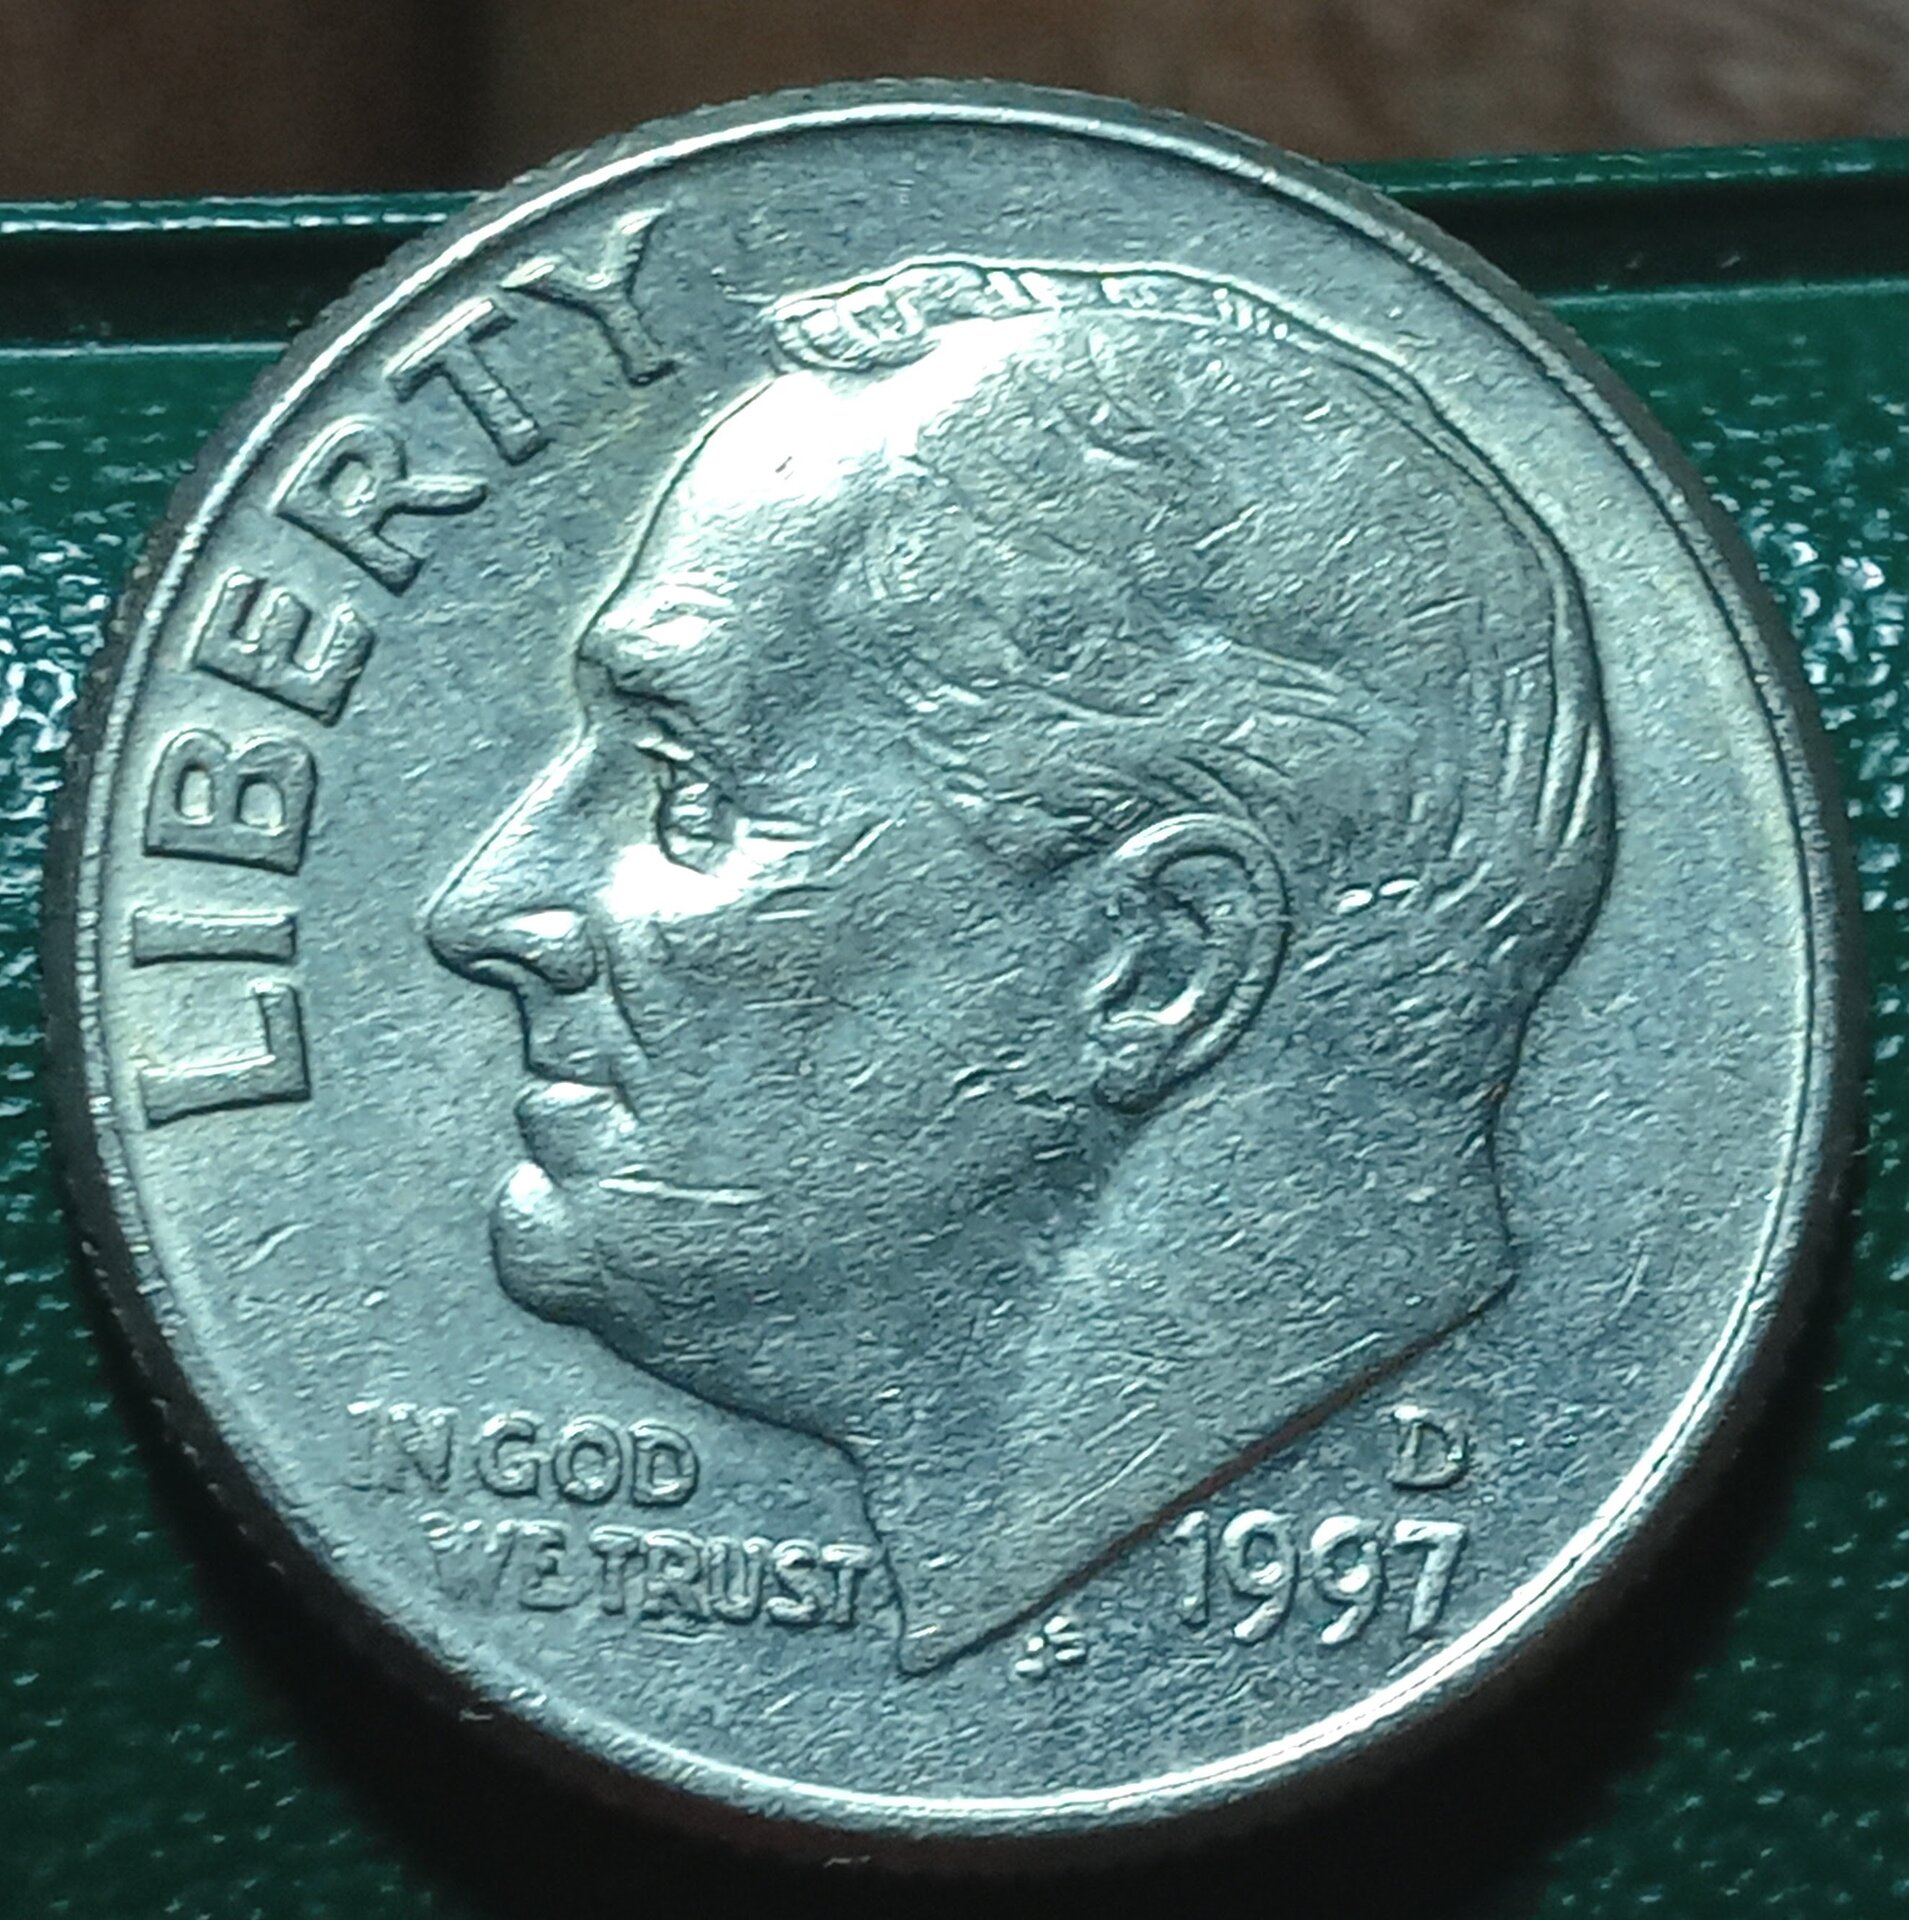 LIBERTY
IN GOD
WE TRUST
D
1997
JS